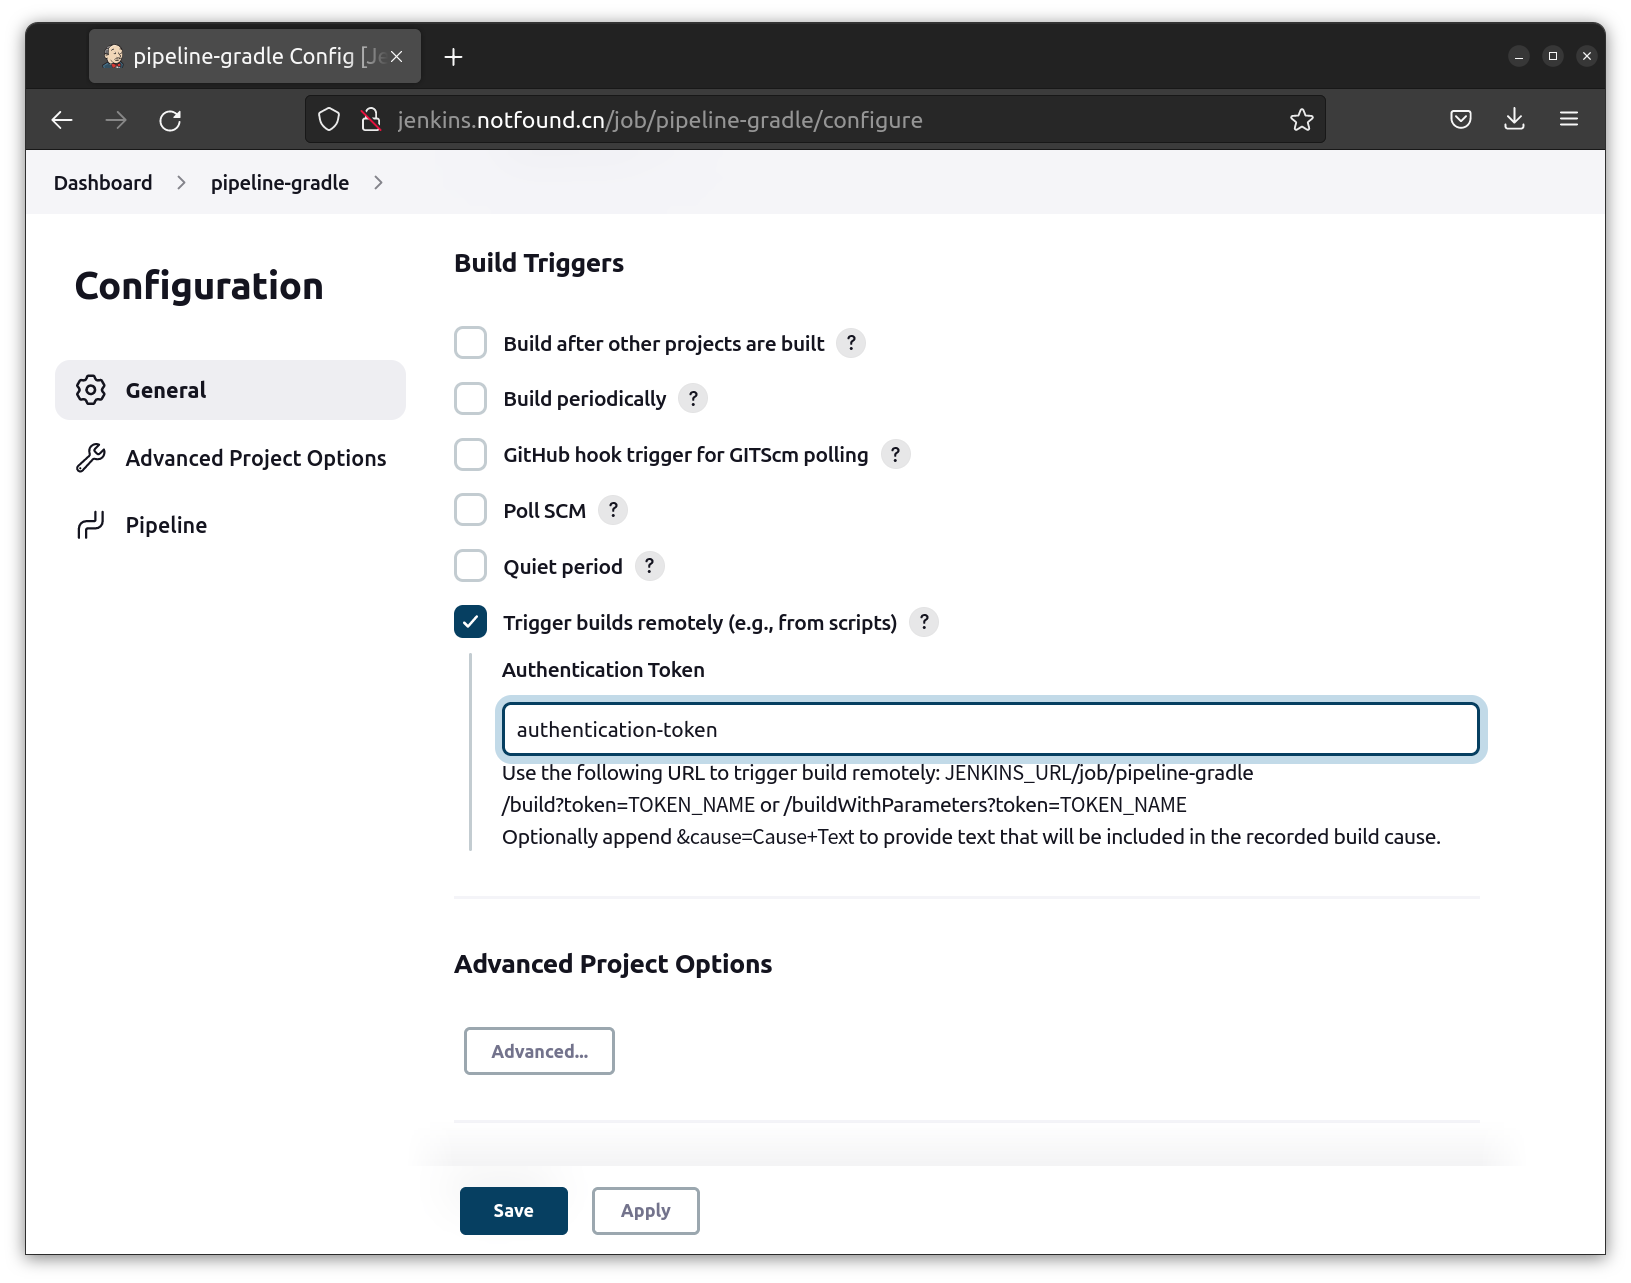 pipeline-gradle Config [Je
jenkins.notfound.cn/job/pipeline-gradle/configure
Dashboard > pipeline-gradle >
Configuration
General
Advanced Project Options
Pipeline
Build Triggers
Build after other projects are built ?
Build periodically ?
GitHub hook trigger for GITScm polling ?
Poll SCM ?
Quiet period ?
Trigger builds remotely (e.g., from scripts) ?
Authentication Token
authentication-token
Use the following URL to trigger build remotely: JENKINS_URL/job/pipeline-gradle
/build?token=TOKEN_NAME or /buildWithParameters?token=TOKEN_NAME
Optionally append &cause=Cause+Text to provide text that will be included in the recorded build cause.
Advanced Project Options
Advanced...
Save
Apply